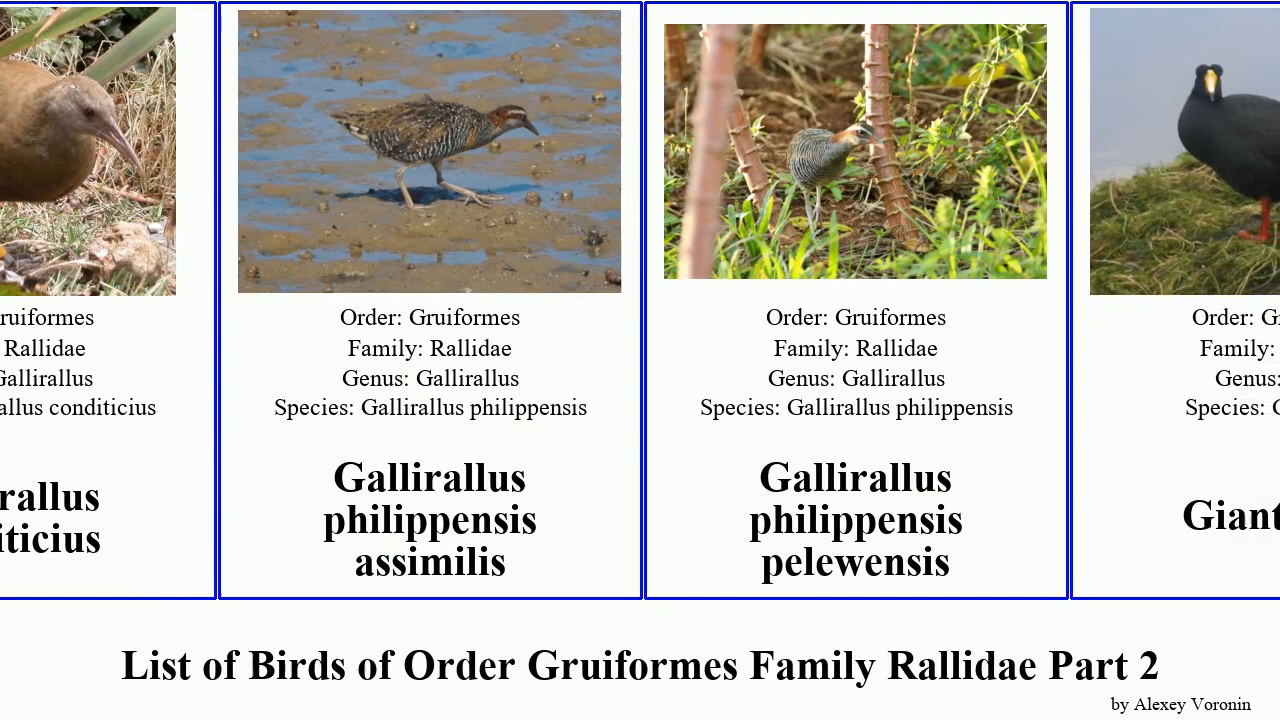 ruiformes
Rallidae
Gallirallus
allus conditicius
rallus
iticius
Order: Gruiformes
Family: Rallidae
Genus: Gallirallus
Species: Gallirallus philippensis
Gallirallus
philippensis
assimilis
Order: Gruiformes
Family: Rallidae
Genus: Gallirallus
Species: Gallirallus philippensis
Gallirallus
philippensis
pelewensis
Order: G
Family:
Genus:
Species:
Giant
List of Birds of Order Gruiformes Family Rallidae Part 2
by Alexey Voronin